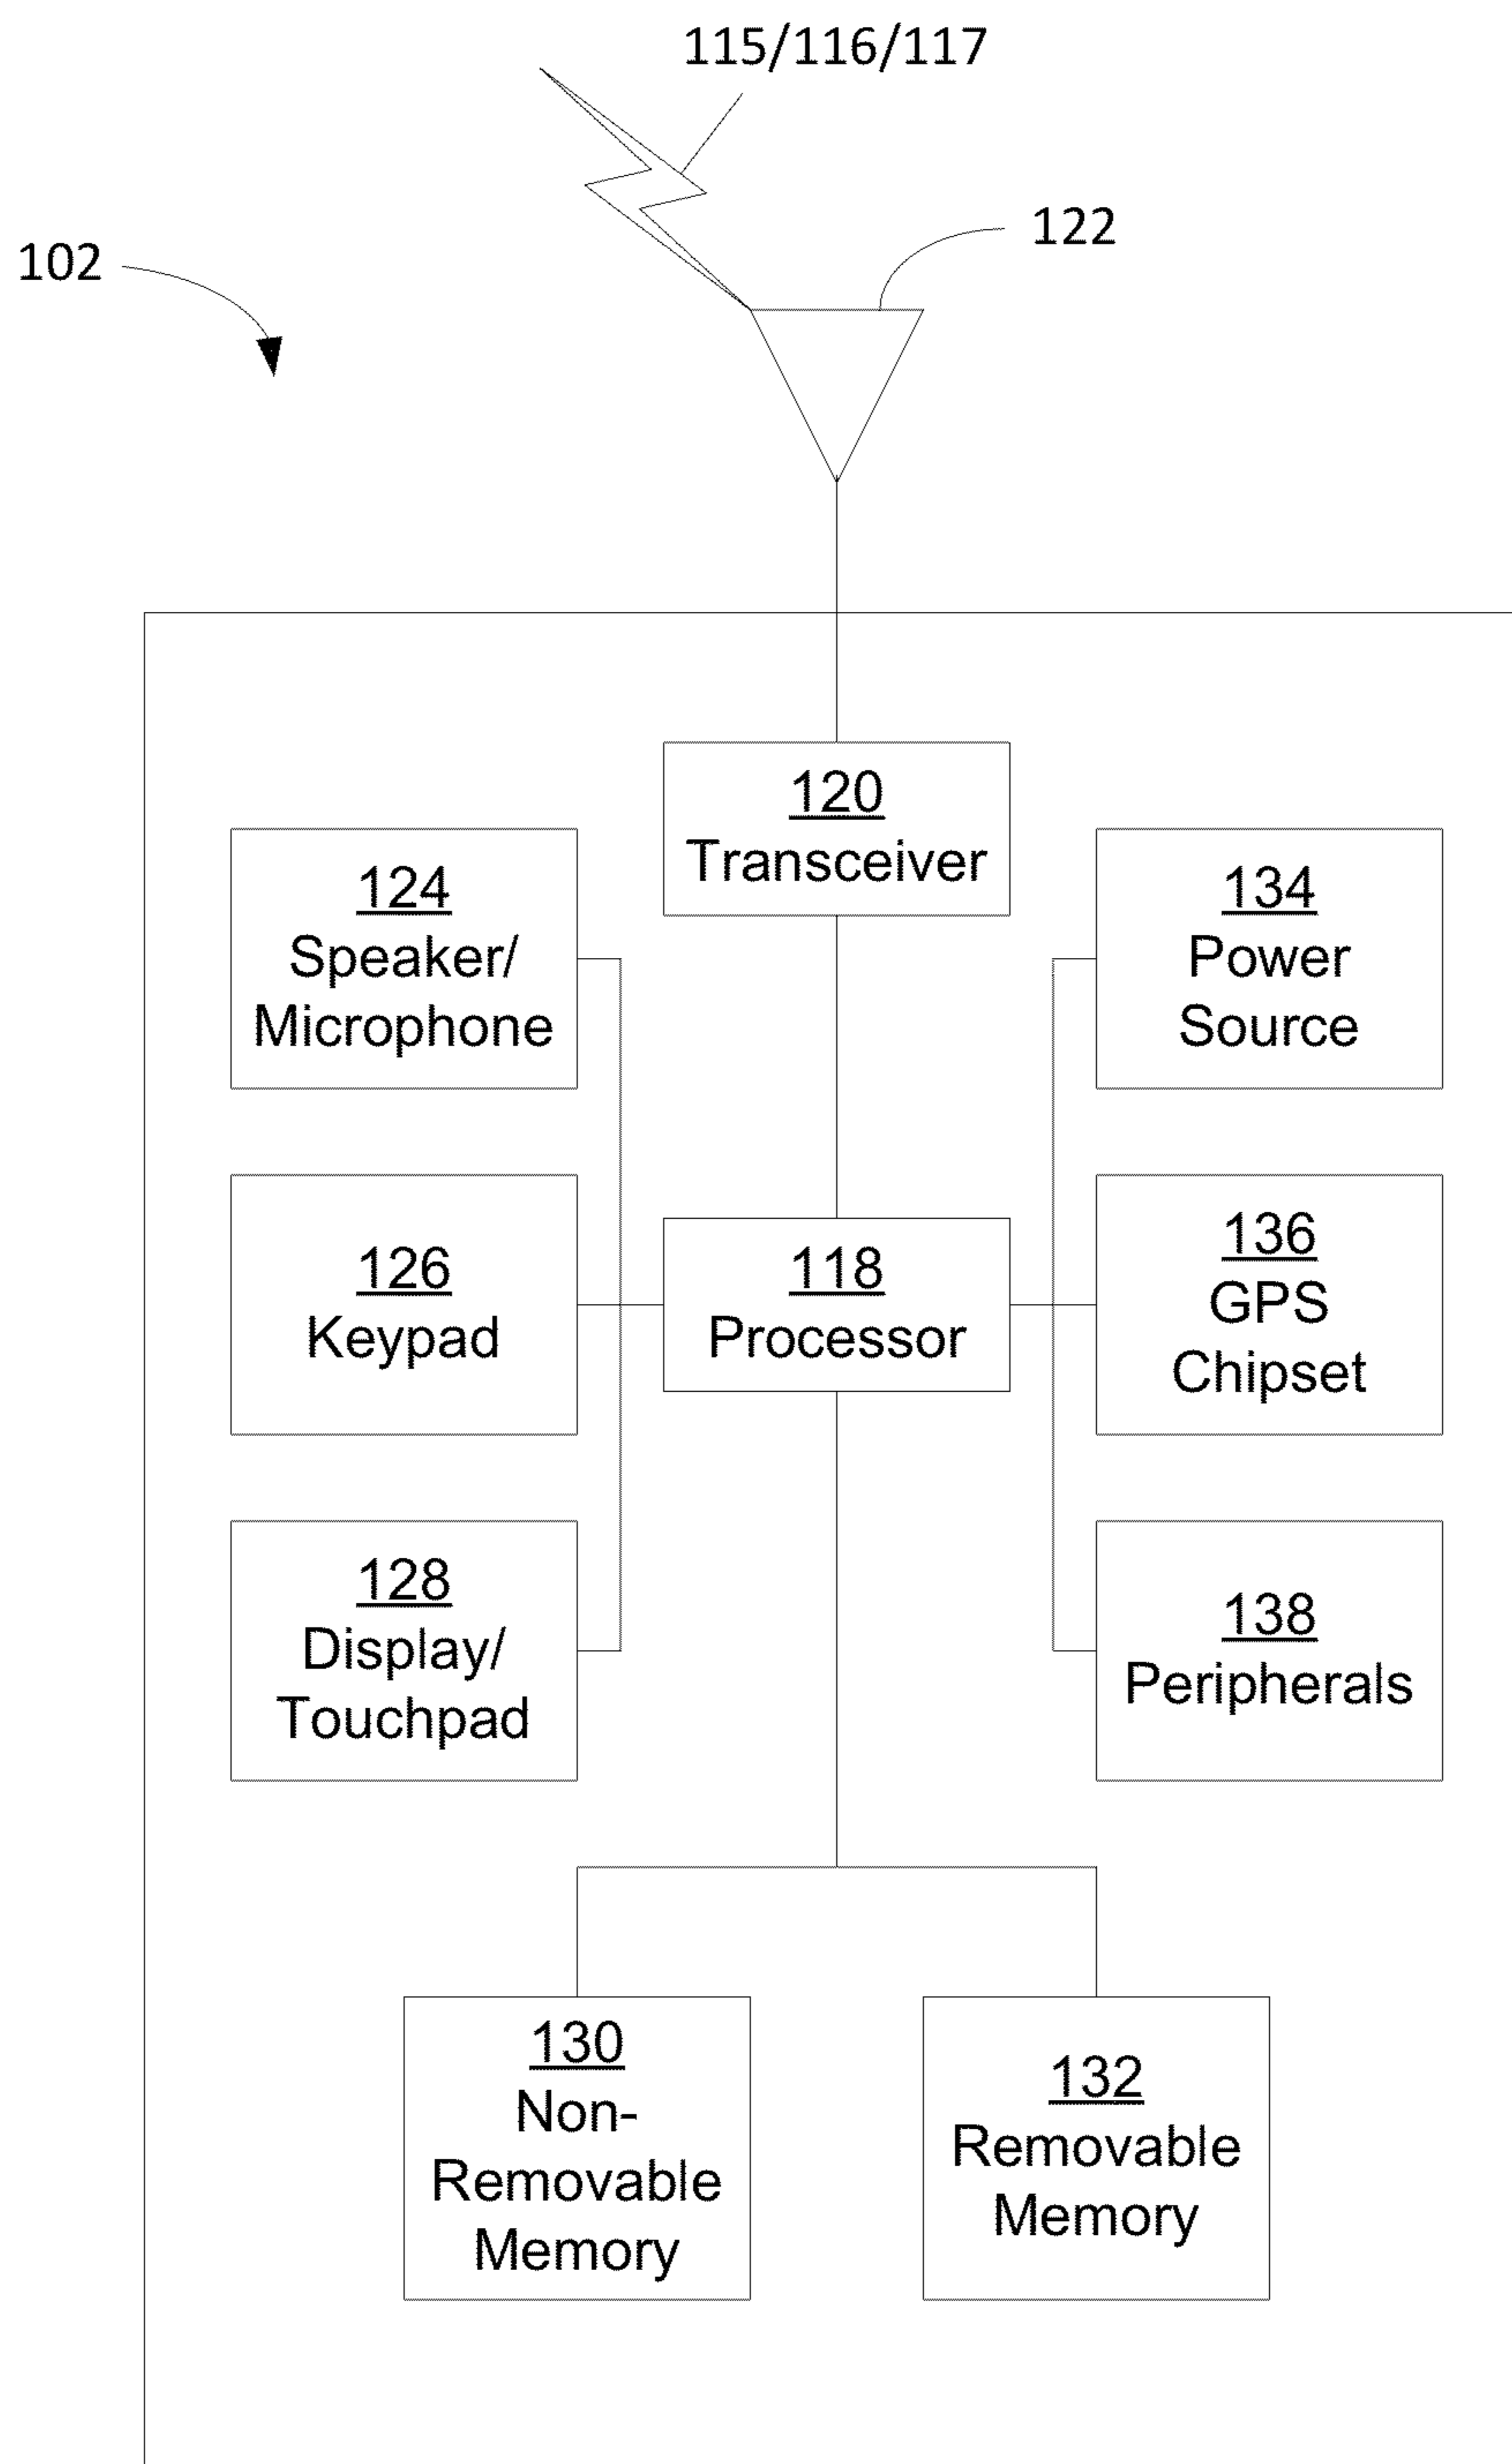 115/116/117
122
102
120
Transceiver
124
Speaker/
Microphone
134
Power
Source
126
Keypad
118
Processor
136
GPS
Chipset
128
Display/
Touchpad
138
Peripherals
130
Non-
Removable
Memory
132
Removable
Memory